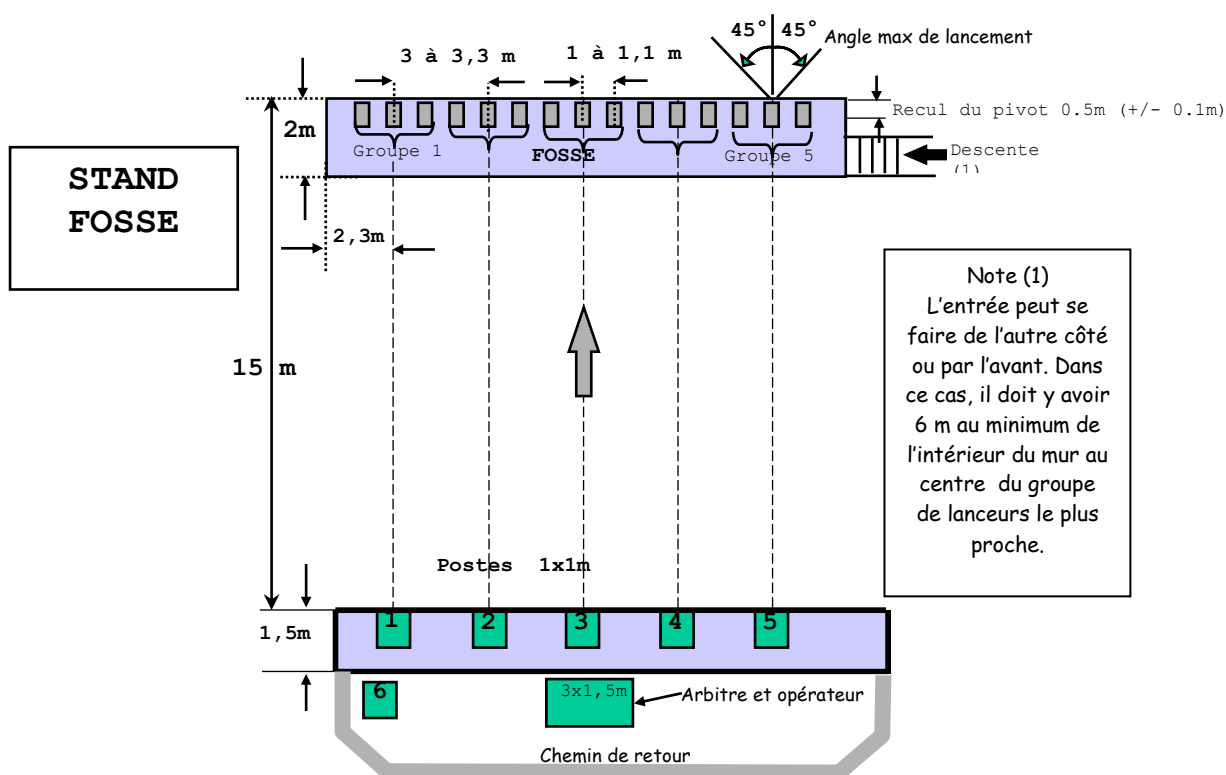 45° 45°
Angle max de lancement
3 à 3,3 m
1 à 1,1 m
Recul du pivot 0.5m (+/- 0.1m)
2m
Groupe 1
FOSSE
Groupe 5
Descente
(1)
STAND
FOSSE
2,3m
Note (1)
L'entrée peut se
faire de l'autre côté
ou par l'avant. Dans
ce cas, il doit y avoir
6 m au minimum de
l'intérieur du mur au
centre du groupe
de lanceurs le plus
proche.
15 m
Postes 1x1m
1 2 3 4 5
1,5m
6
3x1,5m
Arbitre et opérateur
Chemin de retour